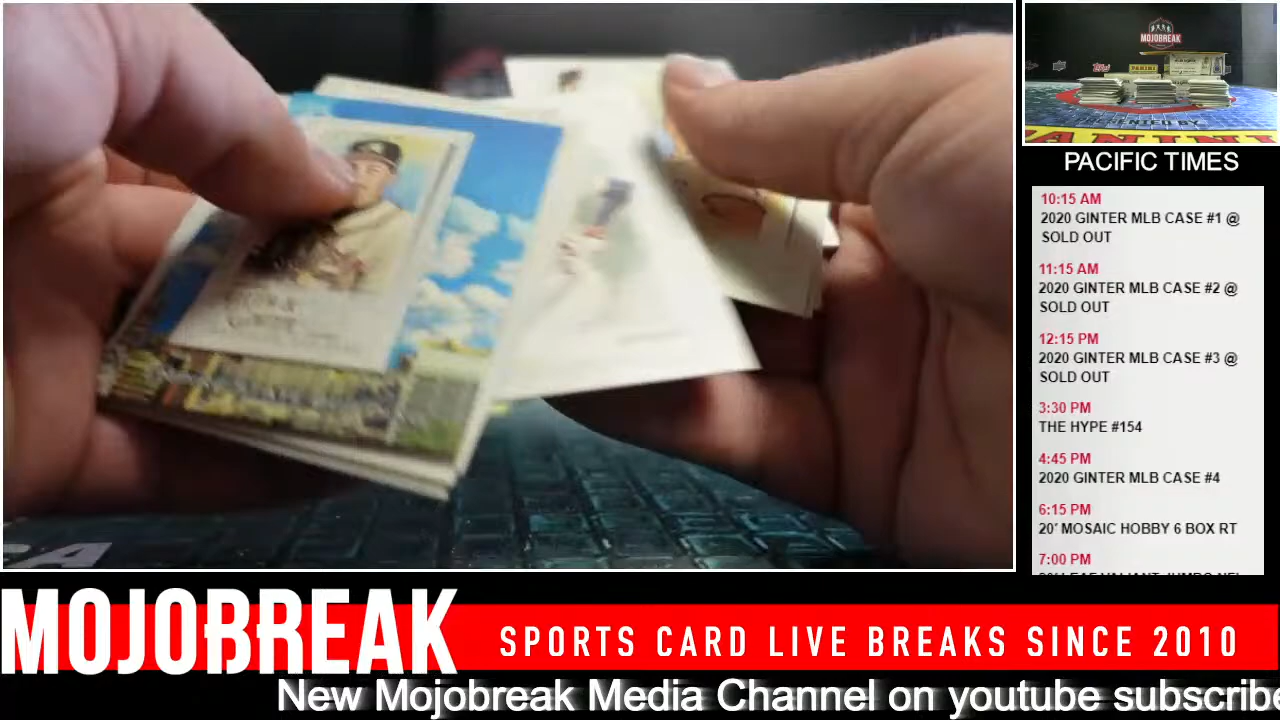 MOJOBREAK
PACIFIC TIMES
10:15 AM
2020 GINTER MLB CASE #1 @
SOLD OUT
11:15 AM
2020 GINTER MLB CASE #2 @
SOLD OUT
12:15 PM
2020 GINTER MLB CASE #3 @
SOLD OUT
3:30 PM
THE HYPE #154
4:45 PM
2020 GINTER MLB CASE #4
6:15 PM
20' MOSAIC HOBBY 6 BOX RT
7:00 PM
MOJOBREAK
SPORTS CARD LIVE BREAKS SINCE 2010
New Mojobreak Media Channel on youtube subscribe